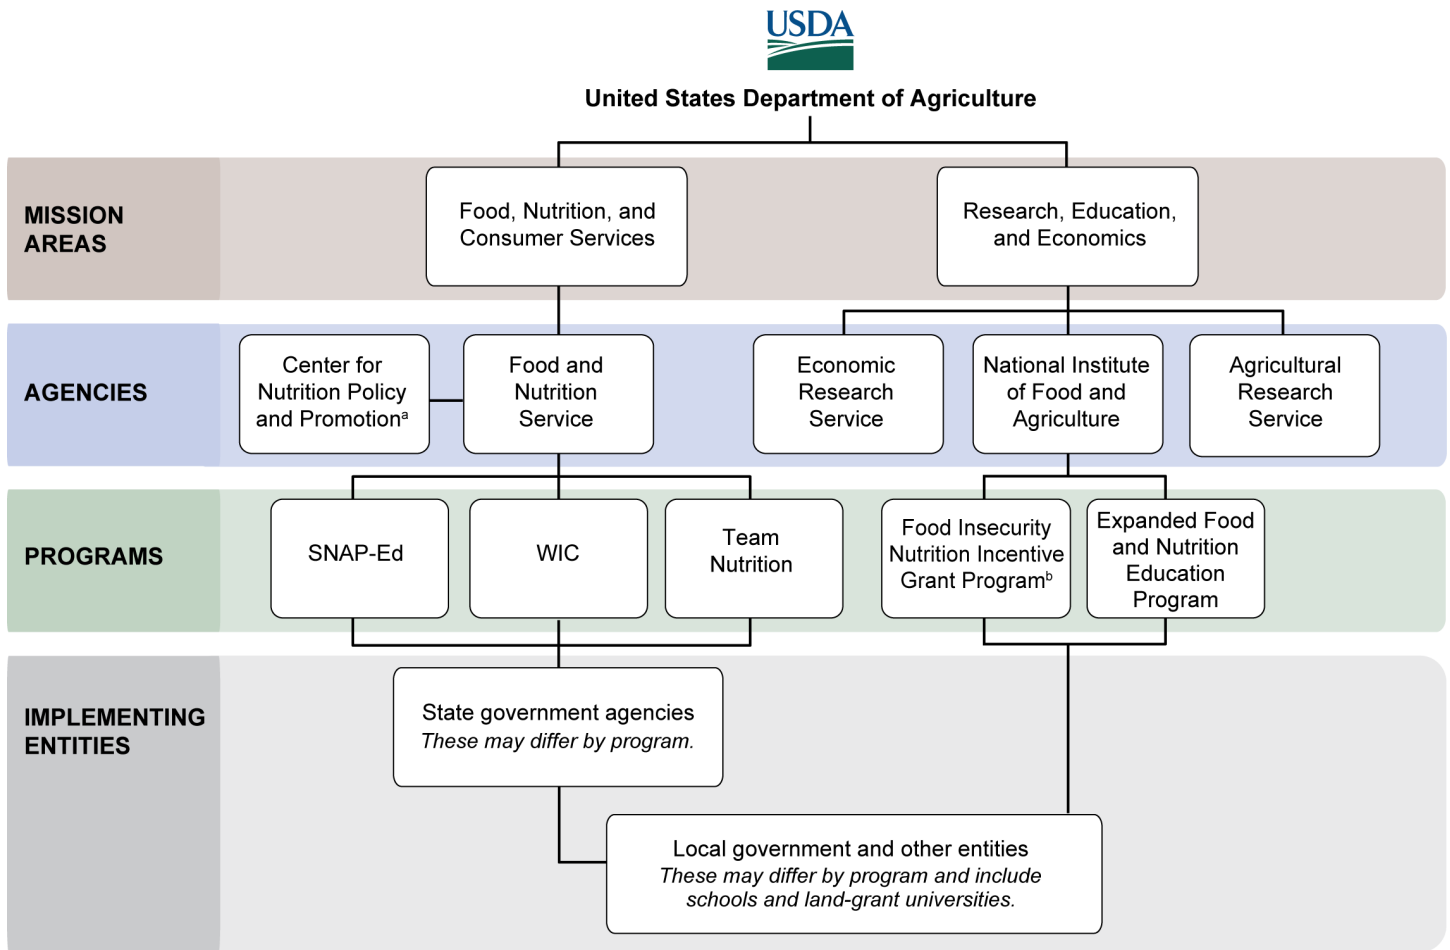 USDA
United States Department of Agriculture
MISSION
AREAS
Food, Nutrition, and
Consumer Services
Research, Education,
and Economics
AGENCIES
Center for
Nutrition Policy
and Promotionᵃ
Food and
Nutrition
Service
Economic
Research
Service
National Institute
of Food and
Agriculture
Agricultural
Research
Service
PROGRAMS
SNAP-Ed
WIC
Team
Nutrition
Food Insecurity
Nutrition Incentive
Grant Programᵇ
Expanded Food
and Nutrition
Education
Program
IMPLEMENTING
ENTITIES
State government agencies
These may differ by program.
Local government and other entities
These may differ by program and include
schools and land-grant universities.